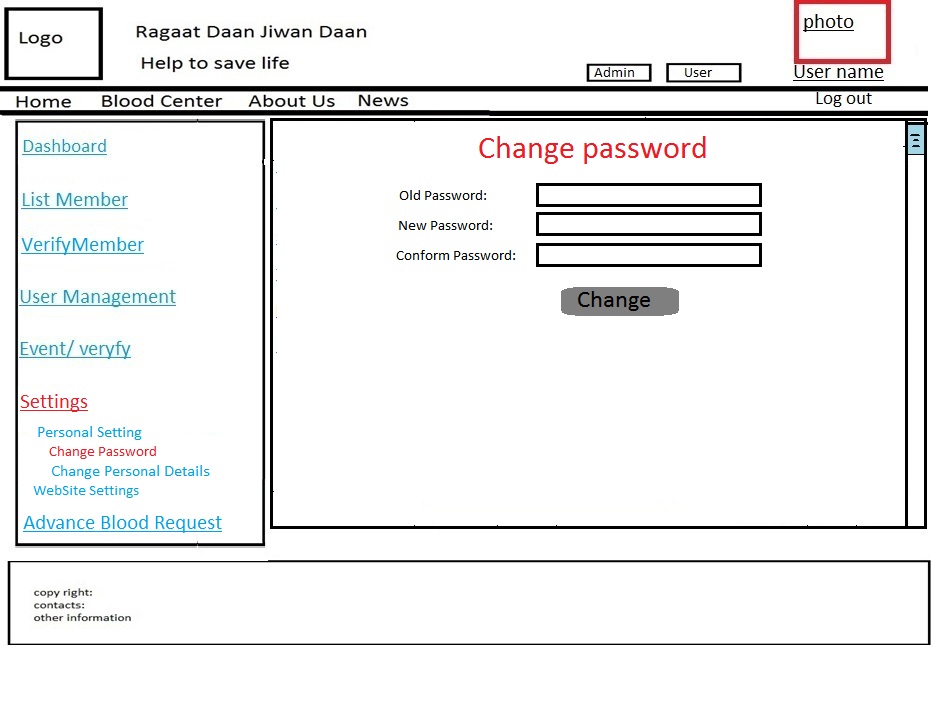 Logo
Ragaat Daan Jiwan Daan
Help to save life
Admin
User
photo
User name
Home Blood Center About Us News
Log out
Dashboard
List Member
VerifyMember
User Management
Event/ veryfy
Settings
Personal Setting
Change Password
Change Personal Details
WebSite Settings
Advance Blood Request
Change password
Old Password:
New Password:
Conform Password:
Change
copy right:
contacts:
other information